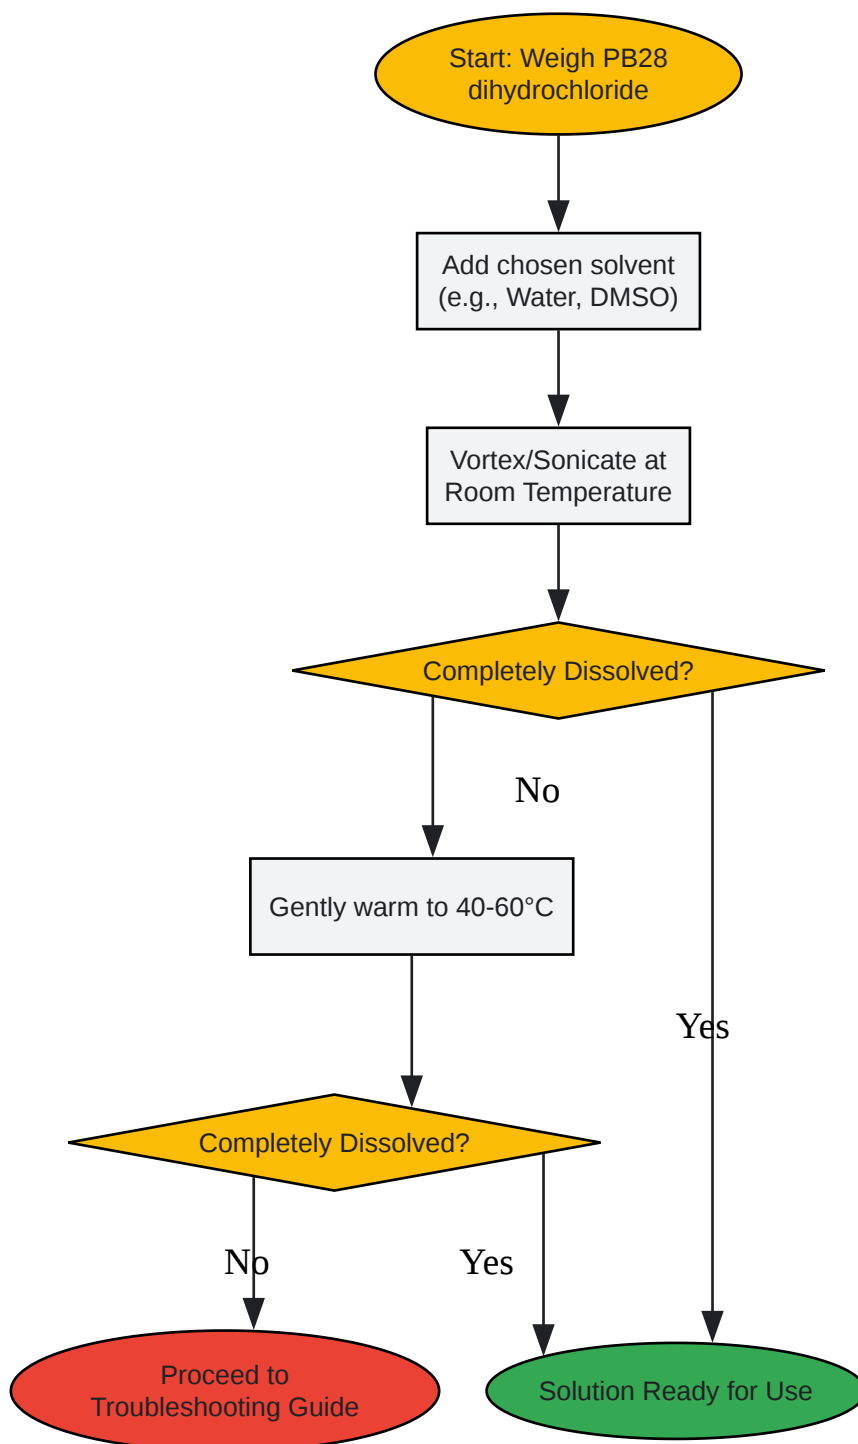 Start: Weigh PB28
dihydrochloride
Add chosen solvent
(e.g., Water, DMSO)
Vortex/Sonicate at
Room Temperature
Completely Dissolved?
No
Gently warm to 40-60°C
Yes
Completely Dissolved?
No
Yes
Proceed to
Troubleshooting Guide
Solution Ready for Use